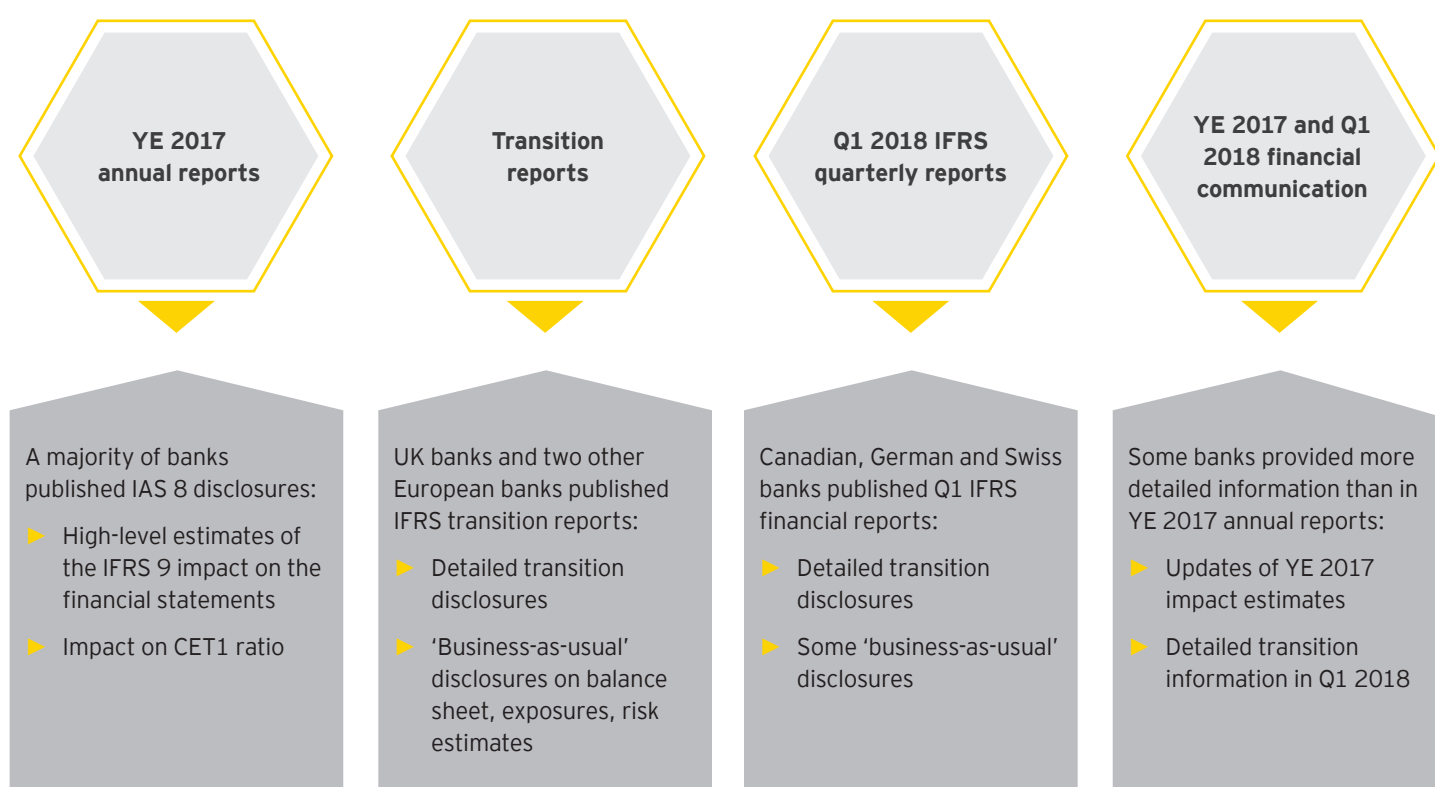 YE 2017
annual reports
A majority of banks
published IAS 8 disclosures:
High-level estimates of
the IFRS 9 impact on the
financial statements
Impact on CET1 ratio
Transition
reports
UK banks and two other
European banks published
IFRS transition reports:
Detailed transition
disclosures
'Business-as-usual'
disclosures on balance
sheet, exposures, risk
estimates
Q1 2018 IFRS
quarterly reports
Canadian, German and Swiss
banks published Q1 IFRS
financial reports:
Detailed transition
disclosures
Some 'business-as-usual'
disclosures
YE 2017 and Q1
2018 financial
communication
Some banks provided more
detailed information than in
YE 2017 annual reports:
Updates of YE 2017
impact estimates
Detailed transition
information in Q1 2018